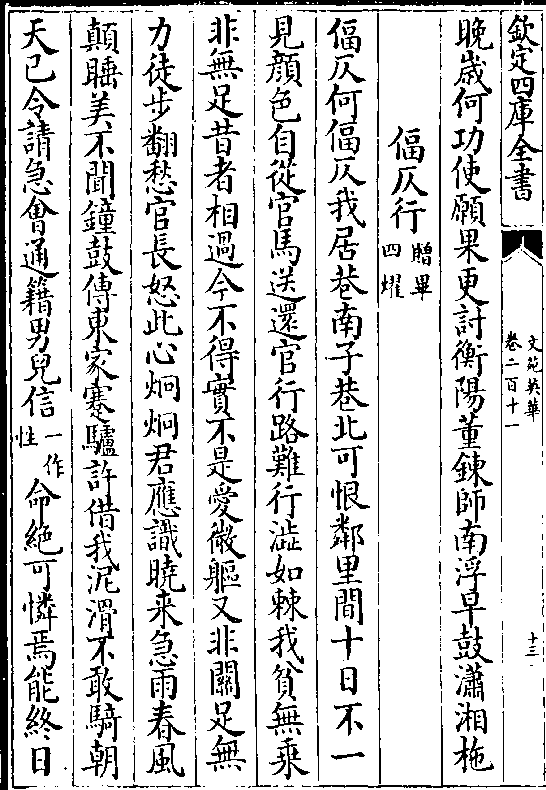 欽定四庫全書
文苑英華
卷二百十一
十三
晚歲何功使願果更討衡陽董鍊師南浮早鼓瀟湘柂
偪仄行贈畢四燿
偪仄何偪仄我居巷南子巷北可恨鄰里間十日不一
見顔色自從官馬送還官行路難行澁如棘我貧無乗
非無足昔者相過今不得實不是愛微軀又非關足無
力徒步翻愁官長怒此心炯炯君應識曉来急雨春風
顛睡美不聞鐘鼓傳東家蹇驢許借我泥滑不敢騎朝
天已令請急㑹通籍男兒信一作性命絶可憐焉能終日